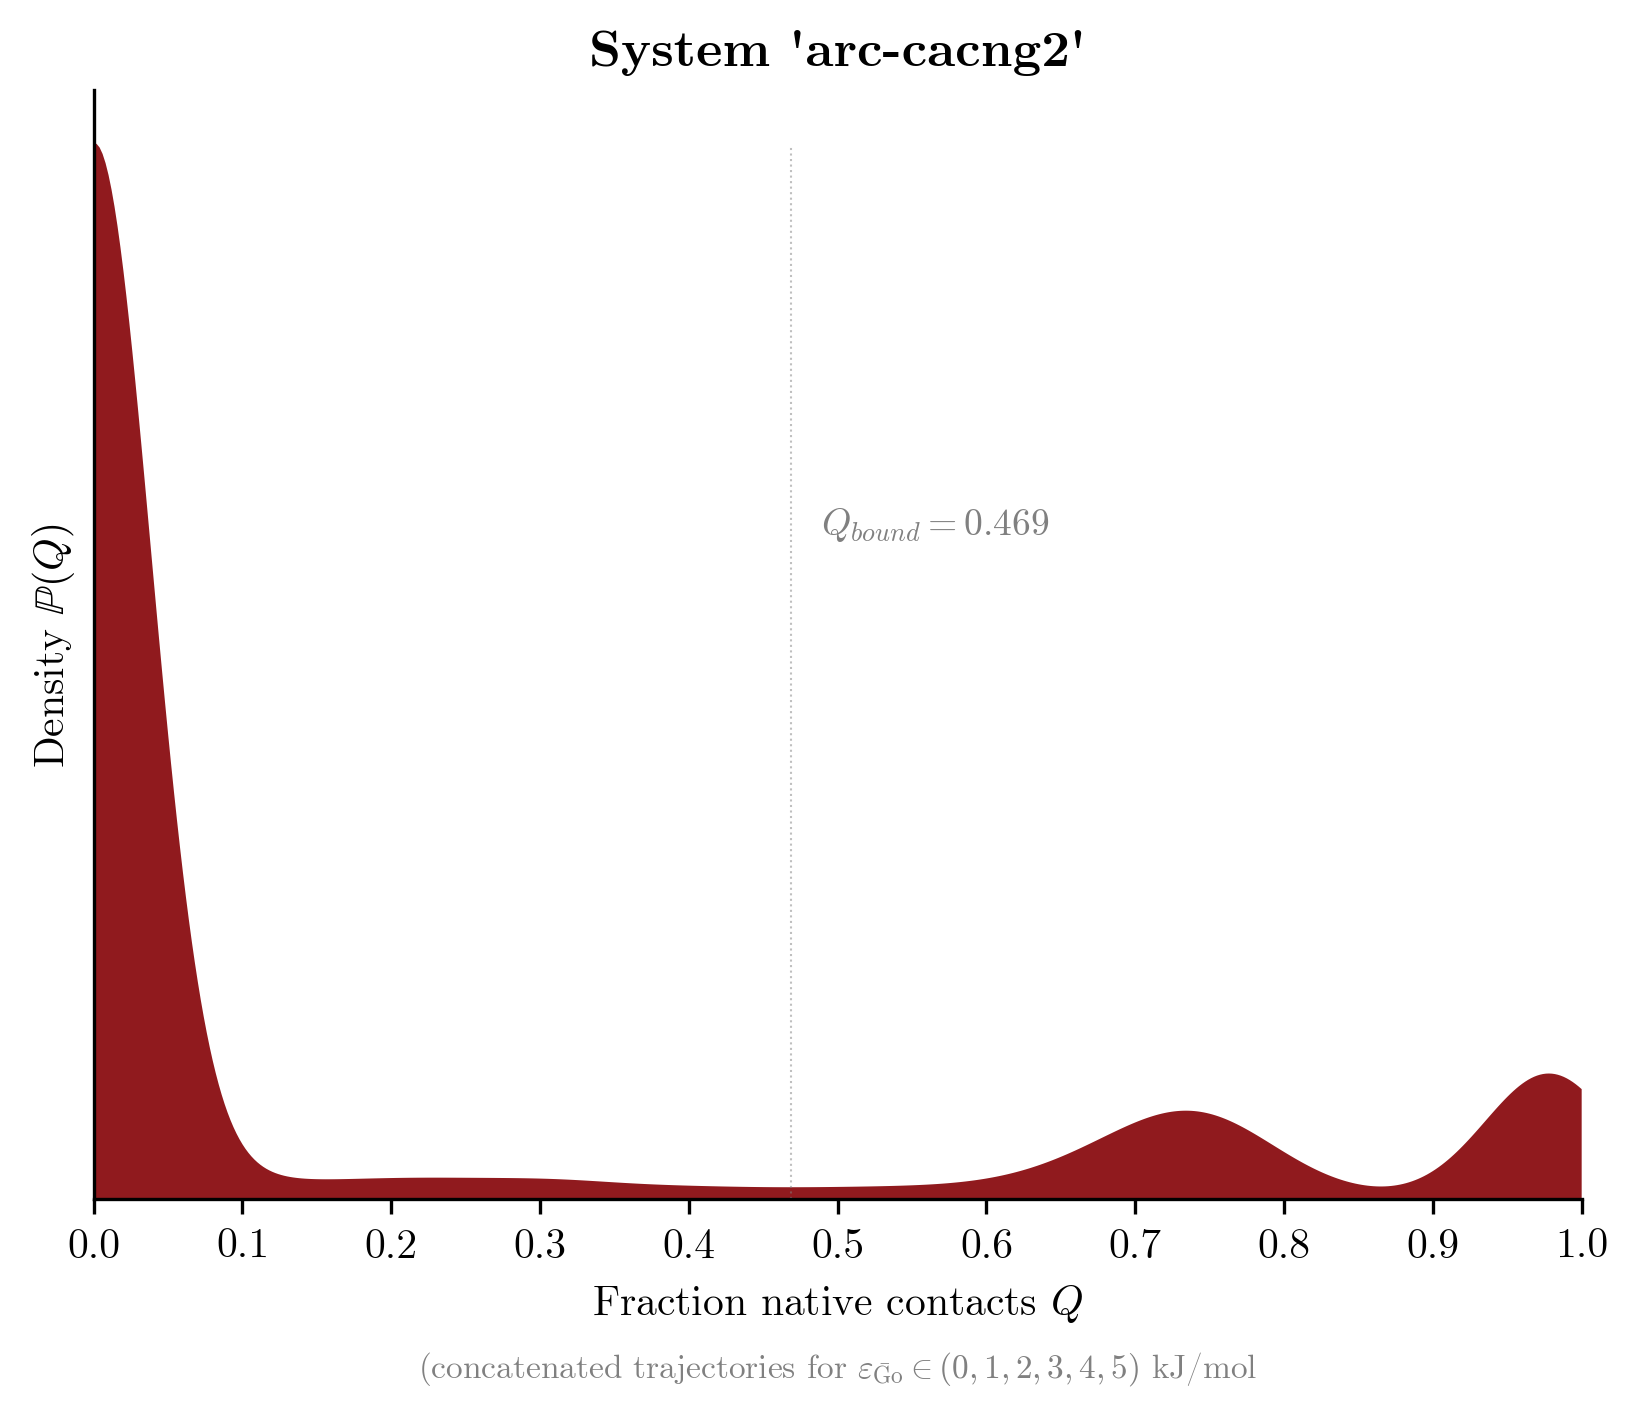 System 'arc-cacng2'
Density ℙ(Q)
Q_bound = 0.469
0.0 0.1 0.2 0.3 0.4 0.5 0.6 0.7 0.8 0.9 1.0
Fraction native contacts Q
(concatenated trajectories for ε_Ḡo ∈ (0, 1, 2, 3, 4, 5) kJ/mol